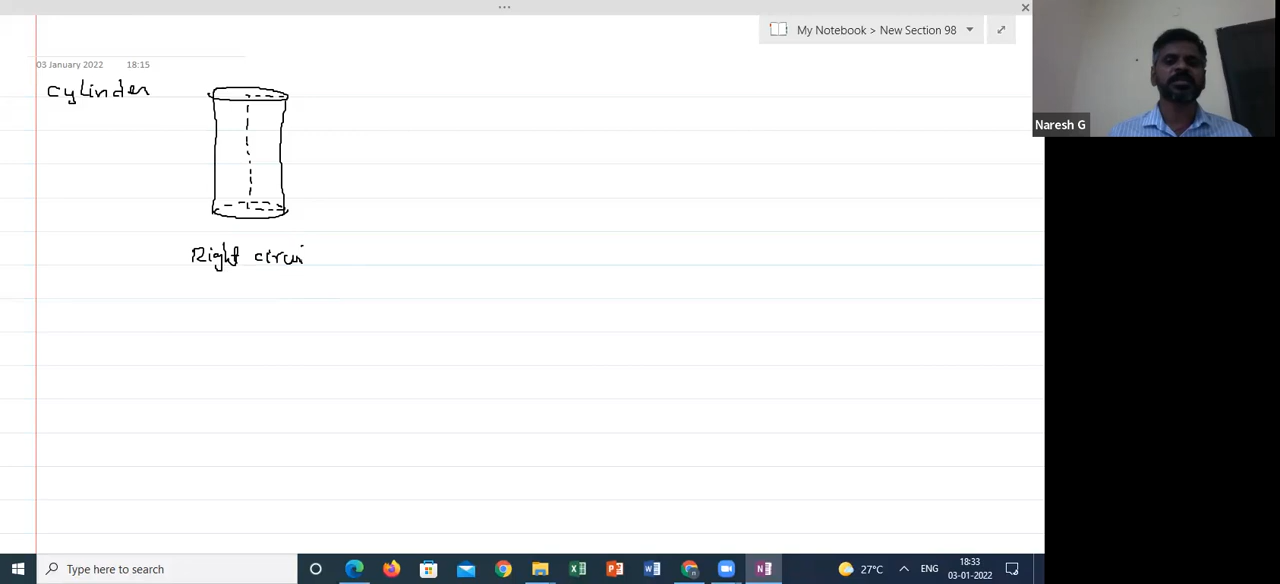 My Notebook > New Section 98
03 January 2022 18:15
Cylinder
Naresh G
Right circui
Type here to search
27°C
ENG
18:33
03-01-2022